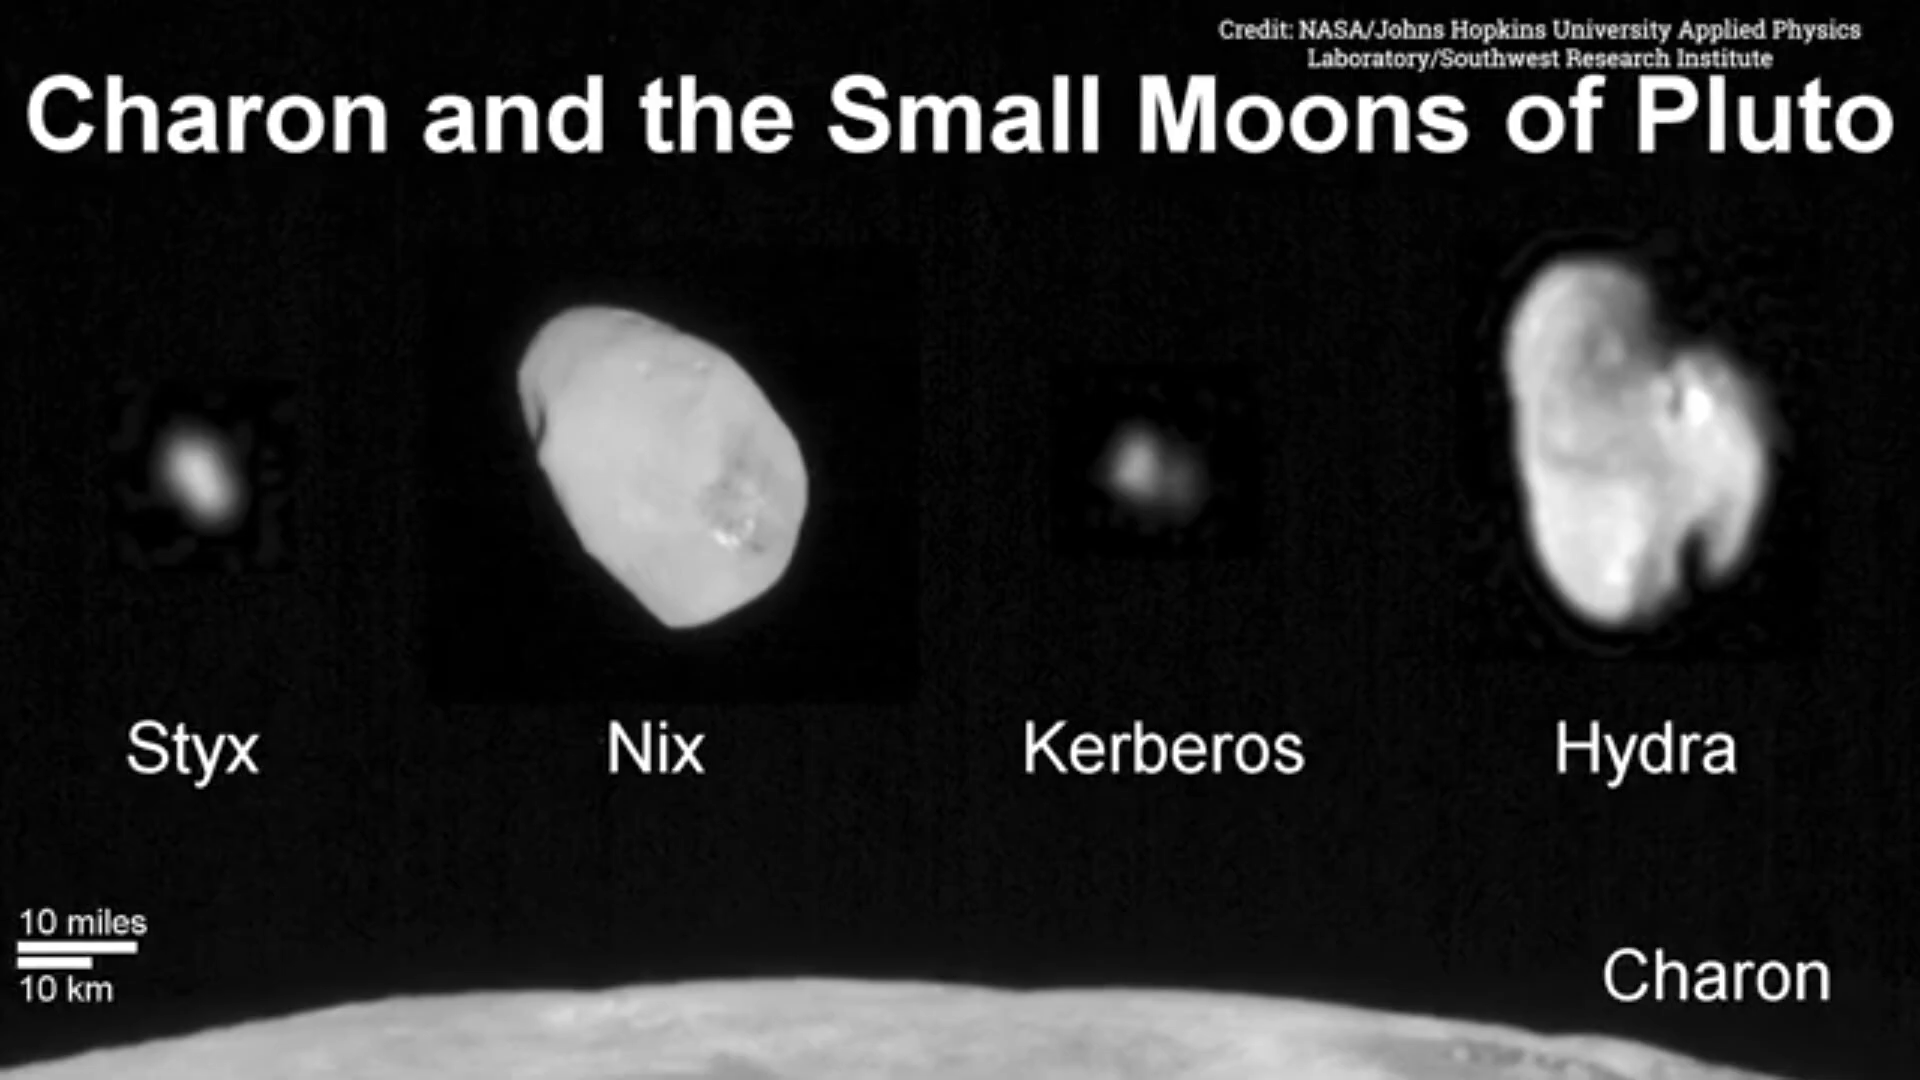 Credit: NASA/Johns Hopkins University Applied Physics
Laboratory/Southwest Research Institute
Charon and the Small Moons of Pluto
Styx
Nix
Kerberos
Hydra
10 miles
10 km
Charon